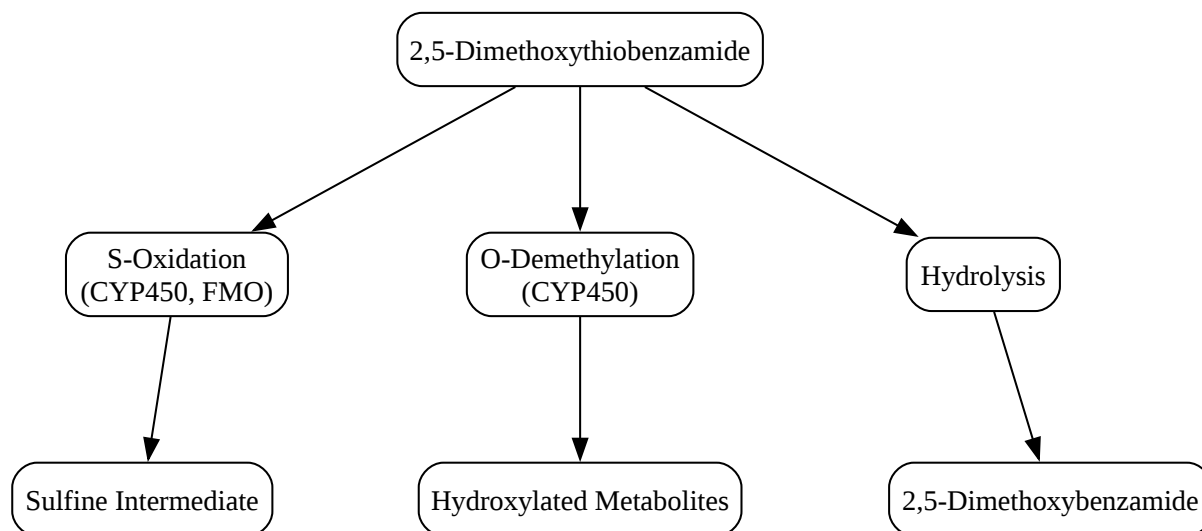 2,5-Dimethoxythiobenzamide
S-Oxidation
(CYP450, FMO)
O-Demethylation
(CYP450)
Hydrolysis
Sulfine Intermediate
Hydroxylated Metabolites
2,5-Dimethoxybenzamide